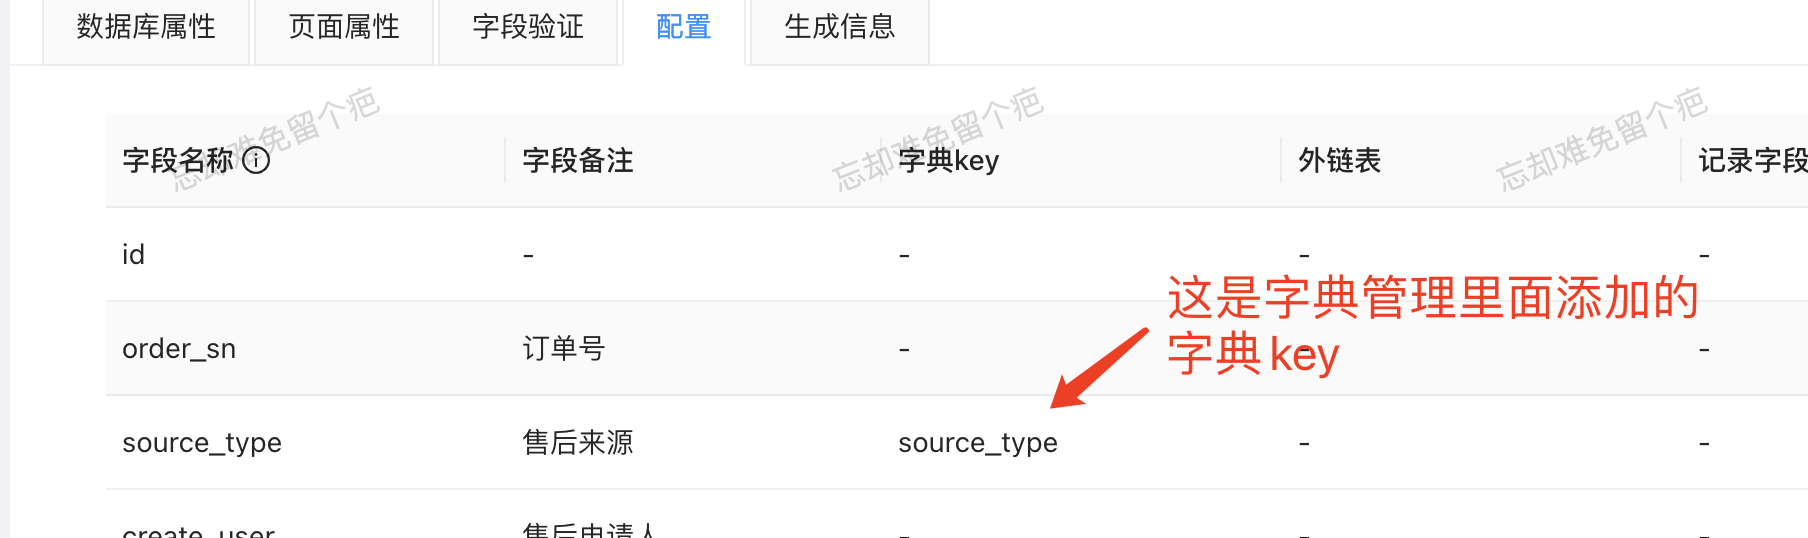 数据库属性 页面属性 字段验证 配置 生成信息
忘却难免留个疤 忘却难免留个疤 忘却难免留个疤
字段名称 字段备注 字典key 外链表 记录字段
id - - - -
这是字典管理里面添加的
order_sn 订单号 - - -
字典key
source_type 售后来源 source_type - -
create_user 售后申请人 - - -